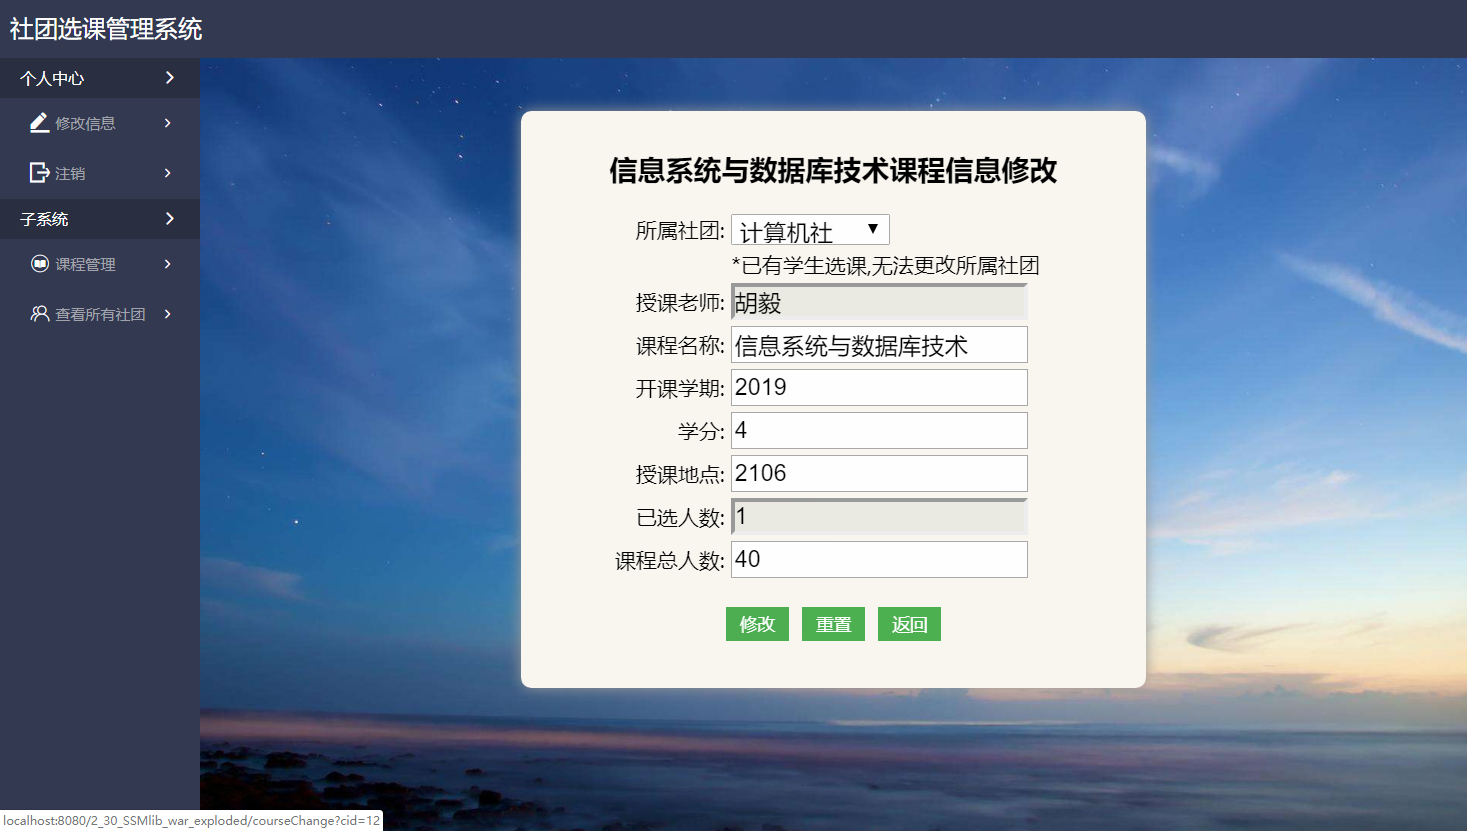 社团选课管理系统
个人中心
修改信息
注销
子系统
课程管理
查看所有社团
信息系统与数据库技术课程信息修改
所属社团: 计算机社
*已有学生选课,无法更改所属社团
授课老师: 胡毅
课程名称: 信息系统与数据库技术
开课学期: 2019
学分: 4
授课地点: 2106
已选人数: 1
课程总人数: 40
修改 重置 返回
localhost:8080/2_30_SSMlib_war_exploded/courseChange?cid=12